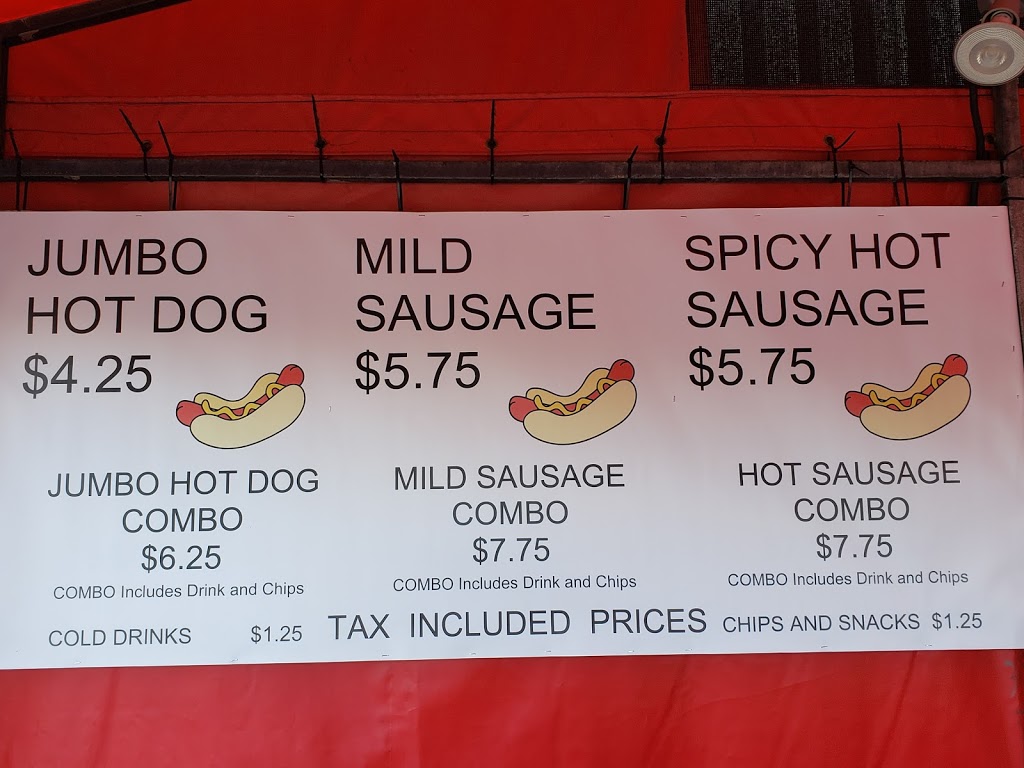 JUMBO
HOT DOG
$4.25
JUMBO HOT DOG
COMBO
$6.25
COMBO Includes Drink and Chips
MILD
SAUSAGE
$5.75
MILD SAUSAGE
COMBO
$7.75
COMBO Includes Drink and Chips
SPICY HOT
SAUSAGE
$5.75
HOT SAUSAGE
COMBO
$7.75
COMBO Includes Drink and Chips
COLD DRINKS $1.25
TAX INCLUDED PRICES
CHIPS AND SNACKS $1.25